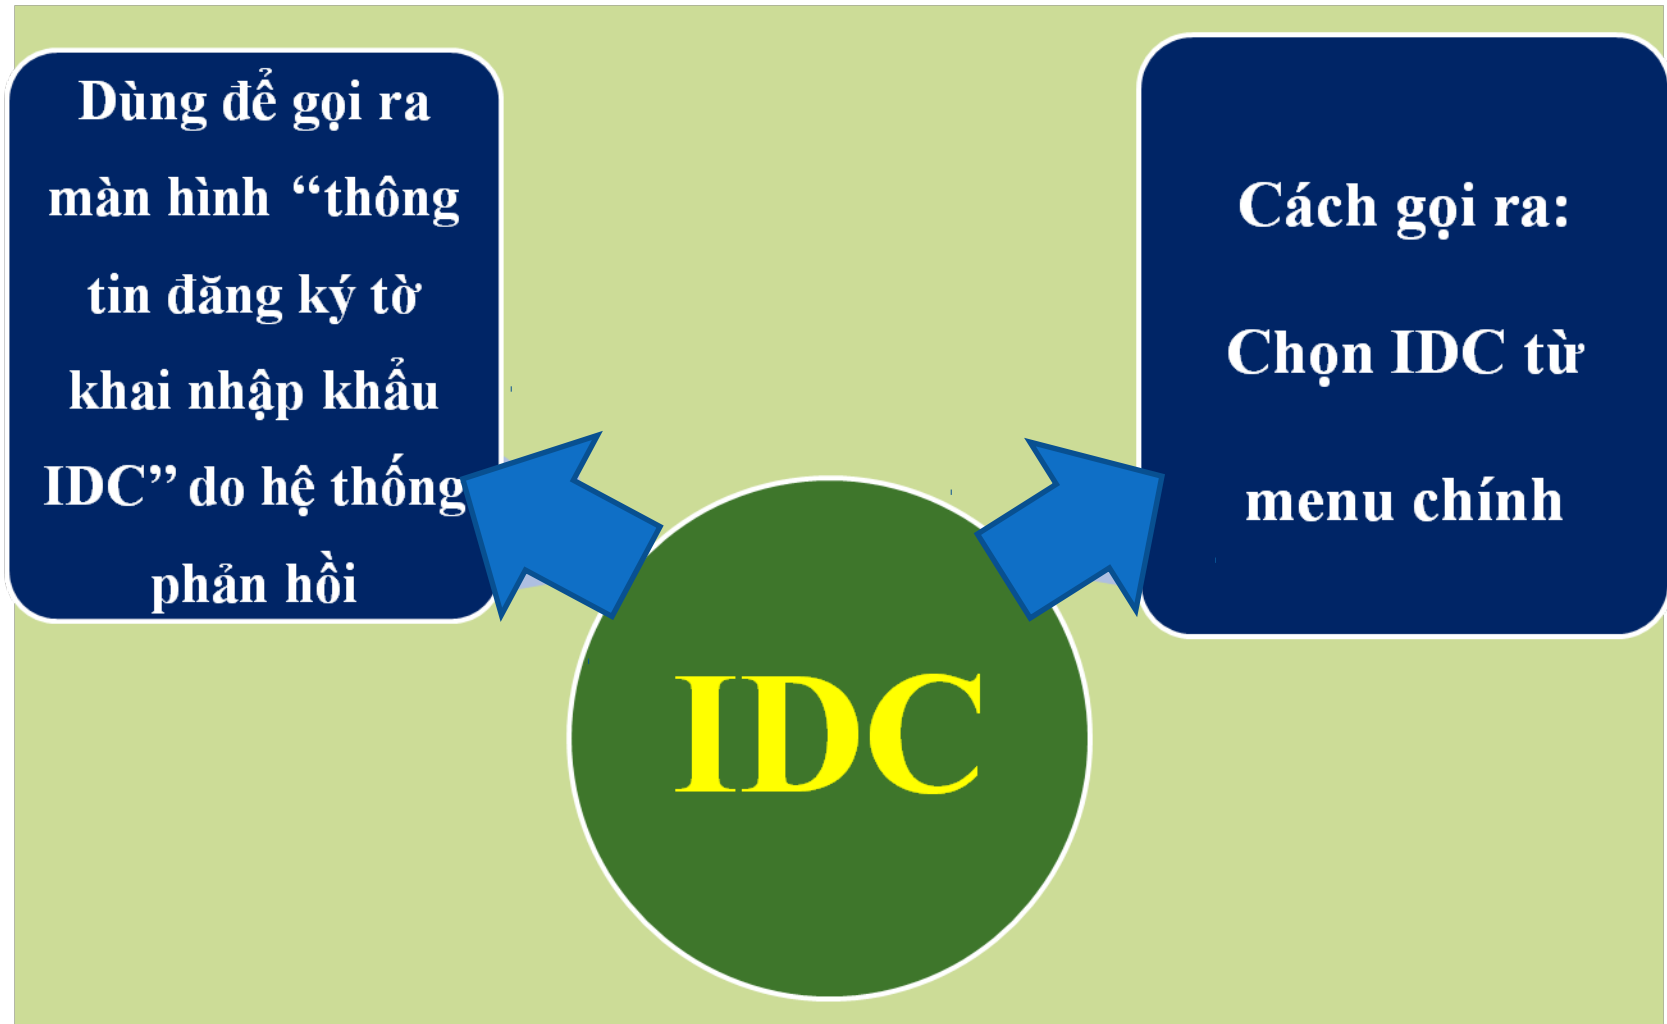 Dùng để gọi ra
màn hình “thông
tin đăng ký tờ
khai nhập khẩu
IDC” do hệ thống
phản hồi
Cách gọi ra:
Chọn IDC từ
menu chính
IDC